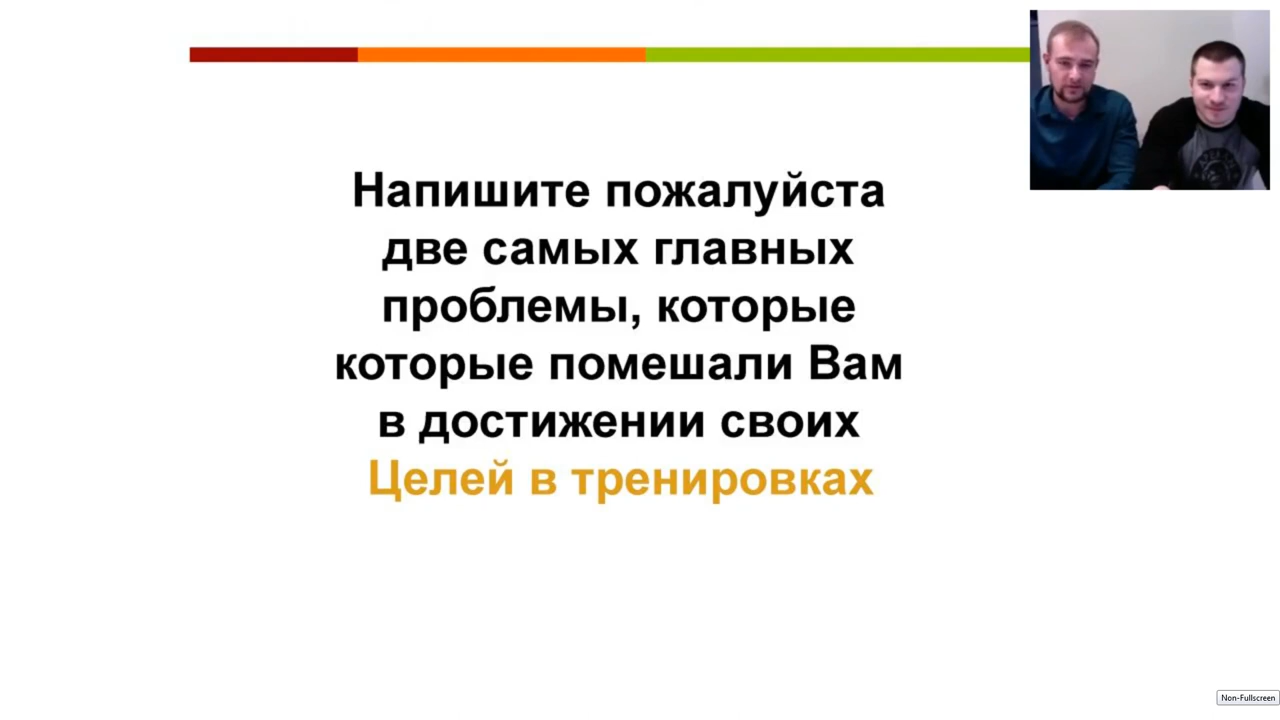 Напишите пожалуйста
две самых главных
проблемы, которые
которые помешали Вам
в достижении своих
Целей в тренировках
Non-Fullscreen